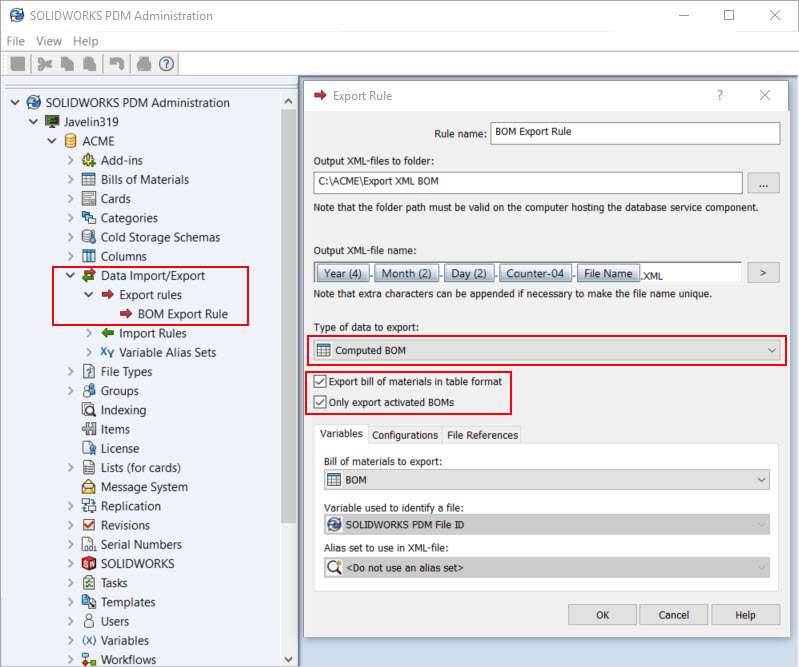 SOLIDWORKS PDM Administration
File View Help
SOLIDWORKS PDM Administration
Javelin319
ACME
Add-ins
Bills of Materials
Cards
Categories
Cold Storage Schemas
Columns
Data Import/Export
Export rules
BOM Export Rule
Import Rules
Variable Alias Sets
File Types
Groups
Indexing
Items
License
Lists (for cards)
Message System
Replication
Revisions
Serial Numbers
SOLIDWORKS
Tasks
Templates
Users
Variables
Workflows
Export Rule
Rule name: BOM Export Rule
Output XML-files to folder:
C:\ACME\Export XML BOM
...
Note that the folder path must be valid on the computer hosting the database service component.
Output XML-file name:
Year (4) - Month (2) - Day (2) - Counter-04 - File Name .XML >
Note that extra characters can be appended if necessary to make the file name unique.
Type of data to export:
Computed BOM
Export bill of materials in table format
Only export activated BOMs
Variables Configurations File References
Bill of materials to export:
BOM
Variable used to identify a file:
SOLIDWORKS PDM File ID
Alias set to use in XML-file:
<Do not use an alias set>
OK Cancel Help